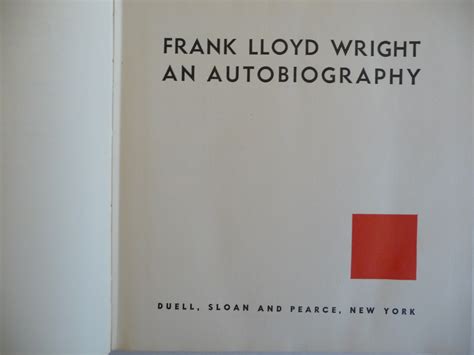 FRANK LLOYD WRIGHT
AN AUTOBIOGRAPHY
DUELL, SLOAN AND PEARCE, NEW YORK